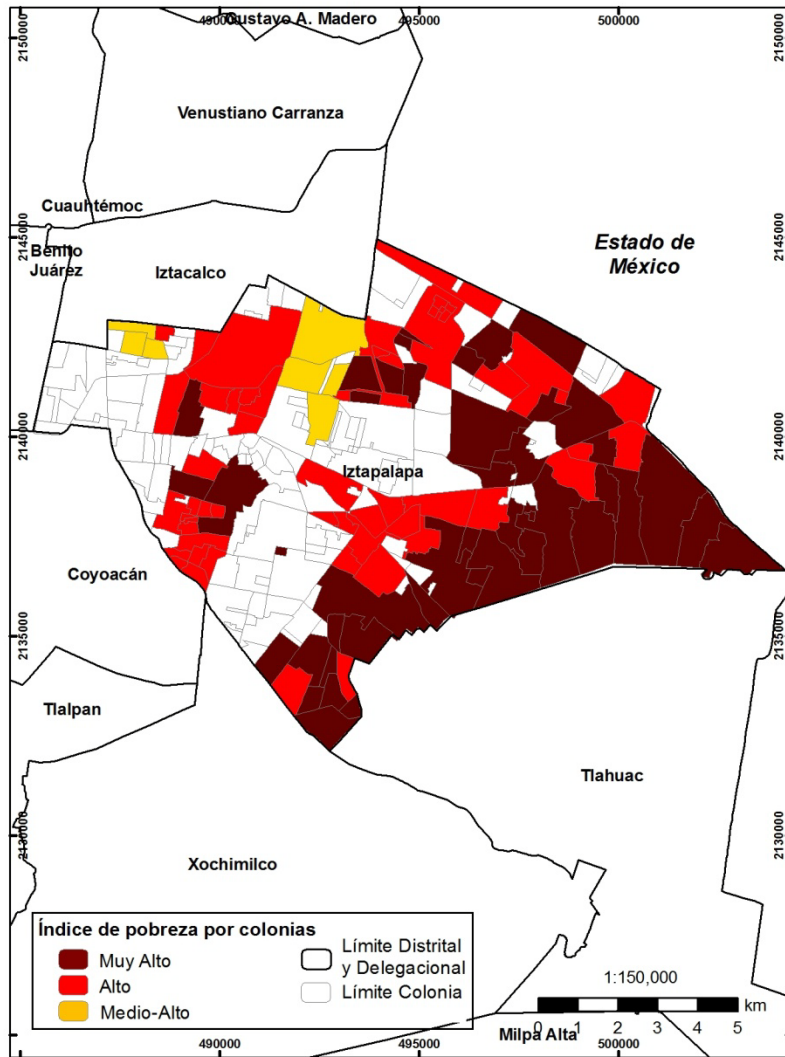 490000
495000
500000
2150000
2150000
Gustavo A. Madero
Venustiano Carranza
Cuauhtémoc
2145000
2145000
Benito
Juárez
Iztacalco
Estado de
México
2140000
2140000
Iztapalapa
Coyoacán
2135000
2135000
Tlalpan
Tlahuac
2130000
2130000
Xochimilco
Índice de pobreza por colonias
Muy Alto
Alto
Medio-Alto
Límite Distrital
y Delegacional
Límite Colonia
1:150,000
km
0 1 2 3 4 5
Milpa Alta
490000
495000
500000